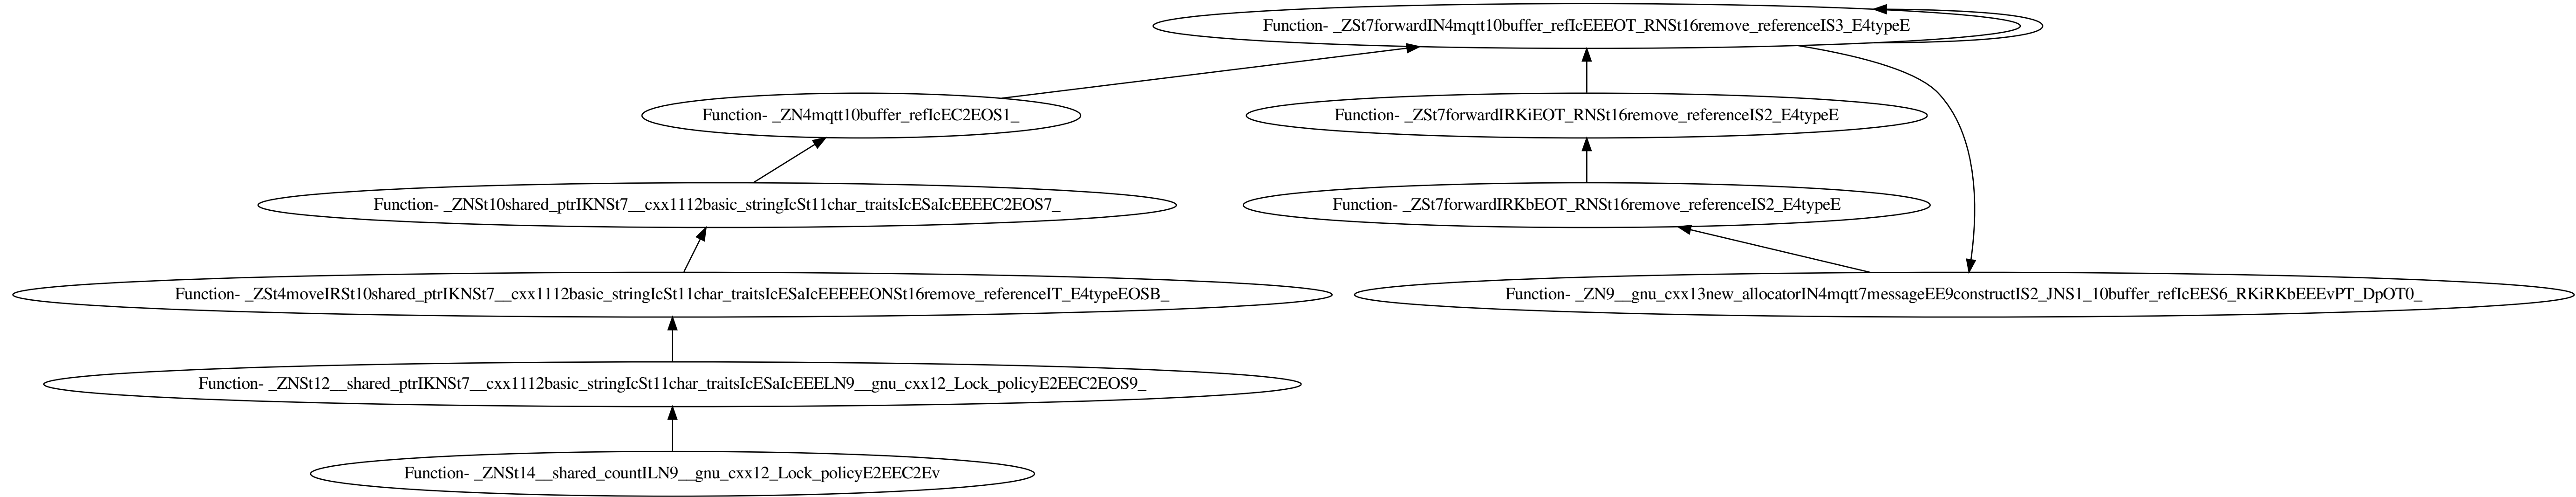 Function- _ZSt7forwardIN4mqtt10buffer_refIcEEEOT_RNSt16remove_referenceIS3_E4typeE
Function- _ZN4mqtt10buffer_refIcEC2EOS1_
Function- _ZSt7forwardIRKiEOT_RNSt16remove_referenceIS2_E4typeE
Function- _ZNSt10shared_ptrIKNSt7__cxx1112basic_stringIcSt11char_traitsIcESaIcEEEEC2EOS7_
Function- _ZSt7forwardIRKbEOT_RNSt16remove_referenceIS2_E4typeE
Function- _ZSt4moveIRSt10shared_ptrIKNSt7__cxx1112basic_stringIcSt11char_traitsIcESaIcEEEEEONSt16remove_referenceIT_E4typeEOSB_
Function- _ZN9__gnu_cxx13new_allocatorIN4mqtt7messageEE9constructIS2_JNS1_10buffer_refIcEES6_RKiRKbEEEvPT_DpOT0_
Function- _ZNSt12__shared_ptrIKNSt7__cxx1112basic_stringIcSt11char_traitsIcESaIcEEELN9__gnu_cxx12_Lock_policyE2EEC2EOS9_
Function- _ZNSt14__shared_countILN9__gnu_cxx12_Lock_policyE2EEC2Ev